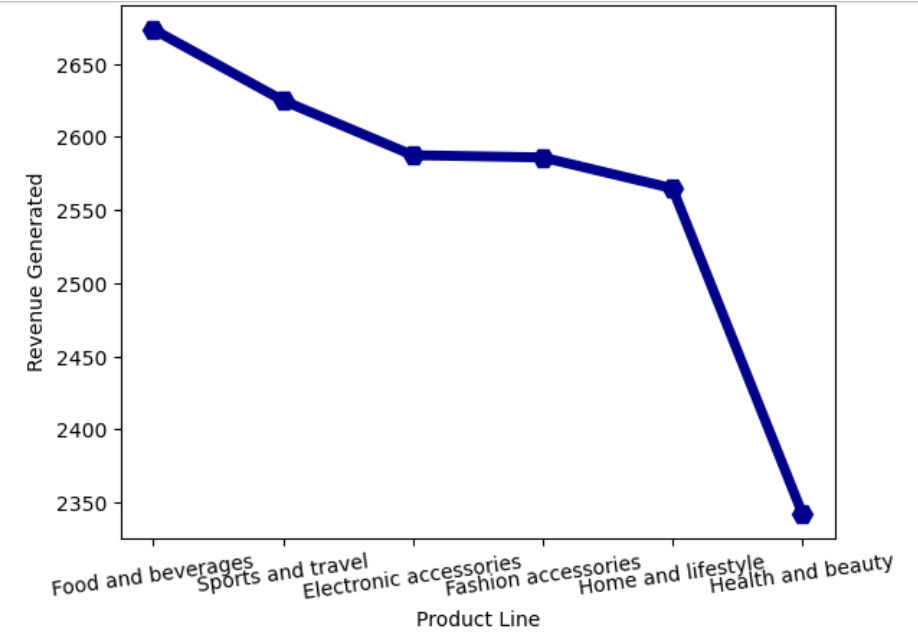 2650
2600
2550
2500
2450
2400
2350
Revenue Generated
Food and beverages
Sports and travel
Electronic accessories
Fashion accessories
Home and lifestyle
Health and beauty
Product Line